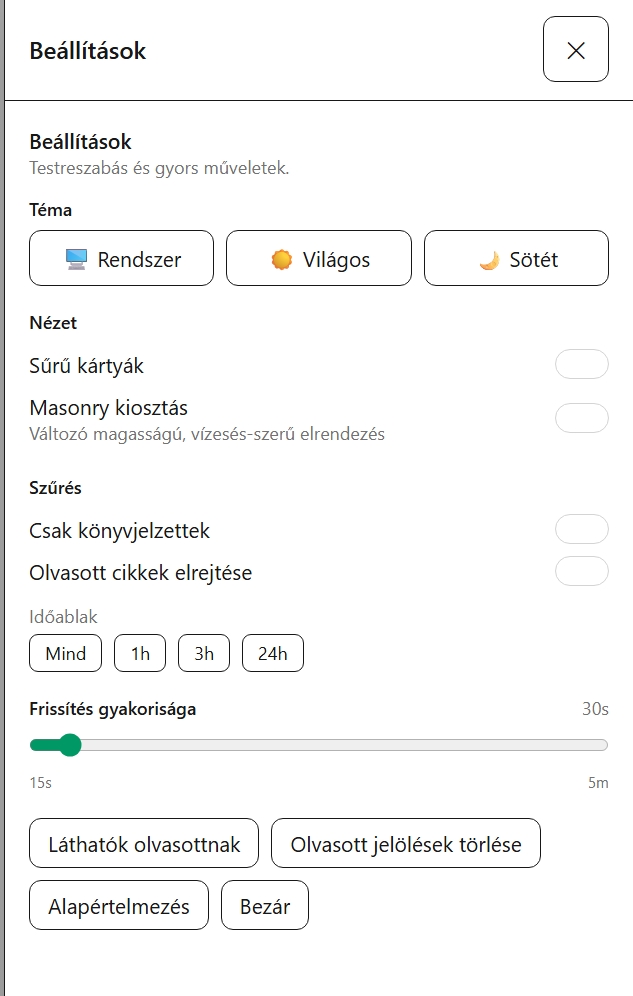 Beállítások
Beállítások
Testreszabás és gyors műveletek.
Téma
Rendszer
Világos
Sötét
Nézet
Sűrű kártyák
Masonry kiosztás
Változó magasságú, vízesés-szerű elrendezés
Szűrés
Csak könyvjelzettek
Olvasott cikkek elrejtése
Időablak
Mind
1h
3h
24h
Frissítés gyakorisága
30s
15s
5m
Láthatók olvasottnak
Olvasott jelölések törlése
Alapértelmezés
Bezár